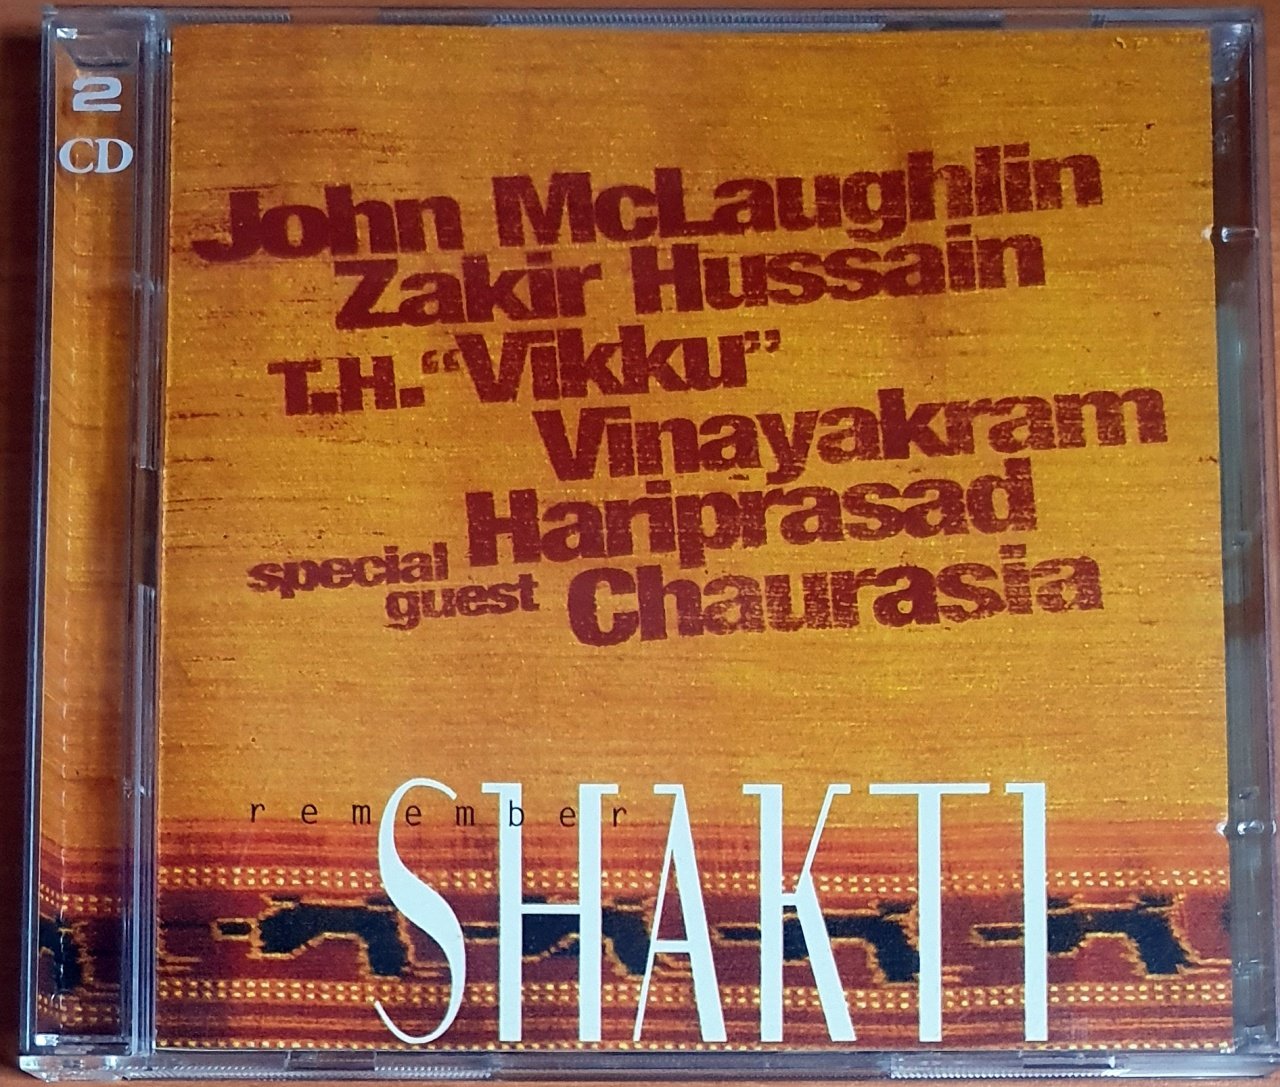 2
CD
John McLaughlin
Zakir Hussain
T.H. “Vikku”
Vinayakram
special guest Hariprasad
Chaurasia
remember
SHAKTI